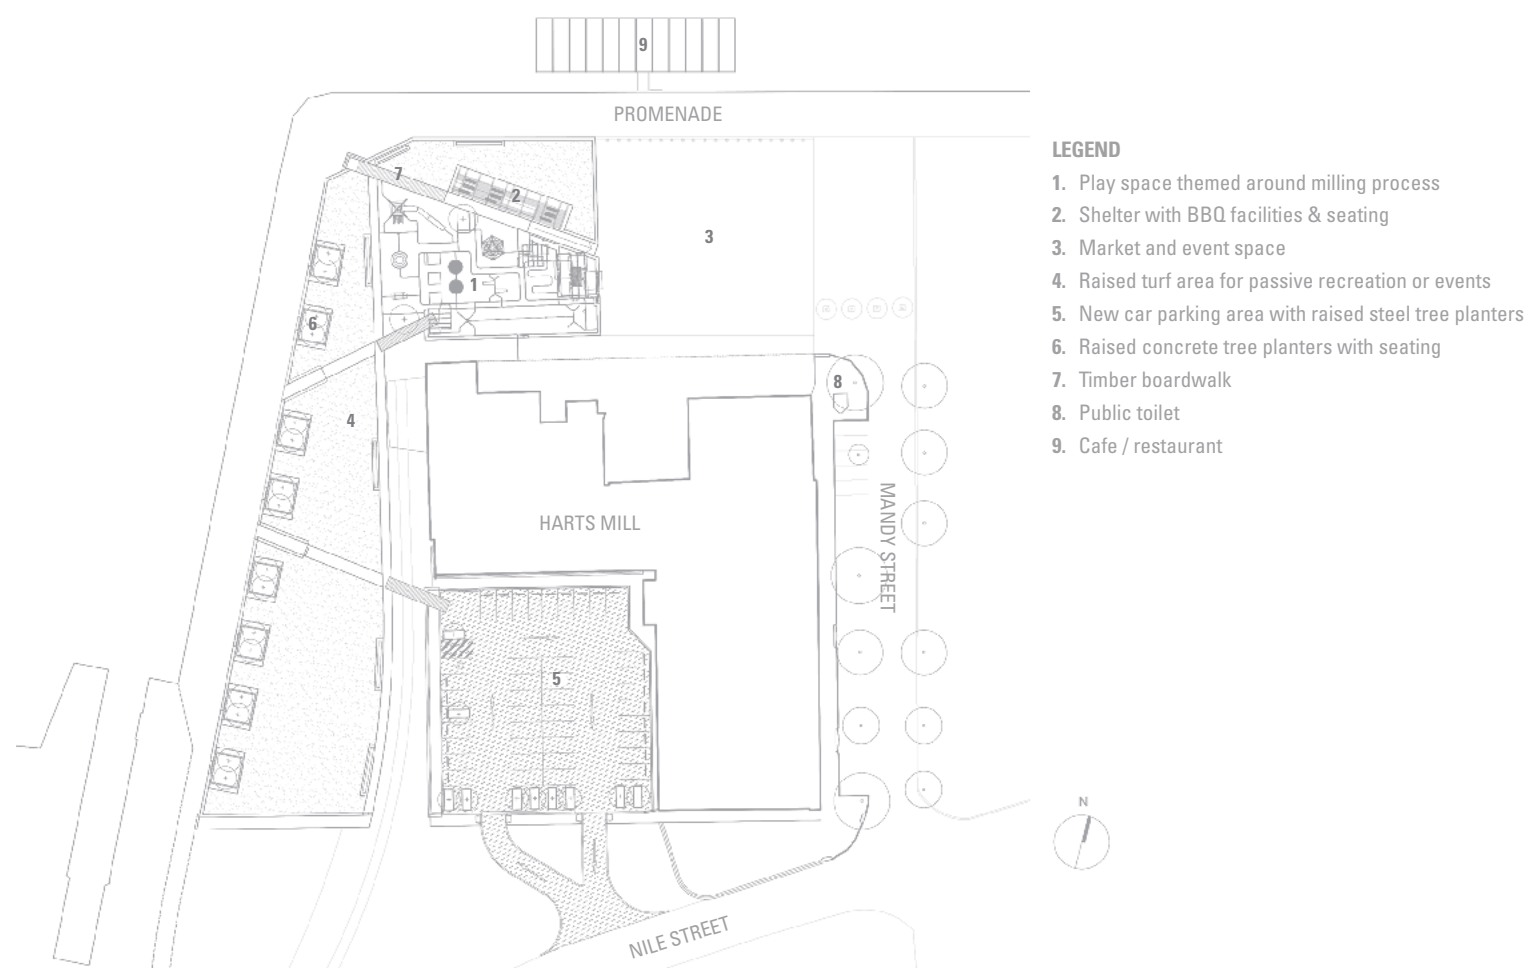 9
PROMENADE
7
2
3
1
6
8
4
HARTS MILL
MANDY STREET
5
NILE STREET
LEGEND
1. Play space themed around milling process
2. Shelter with BBQ facilities & seating
3. Market and event space
4. Raised turf area for passive recreation or events
5. New car parking area with raised steel tree planters
6. Raised concrete tree planters with seating
7. Timber boardwalk
8. Public toilet
9. Cafe / restaurant
N